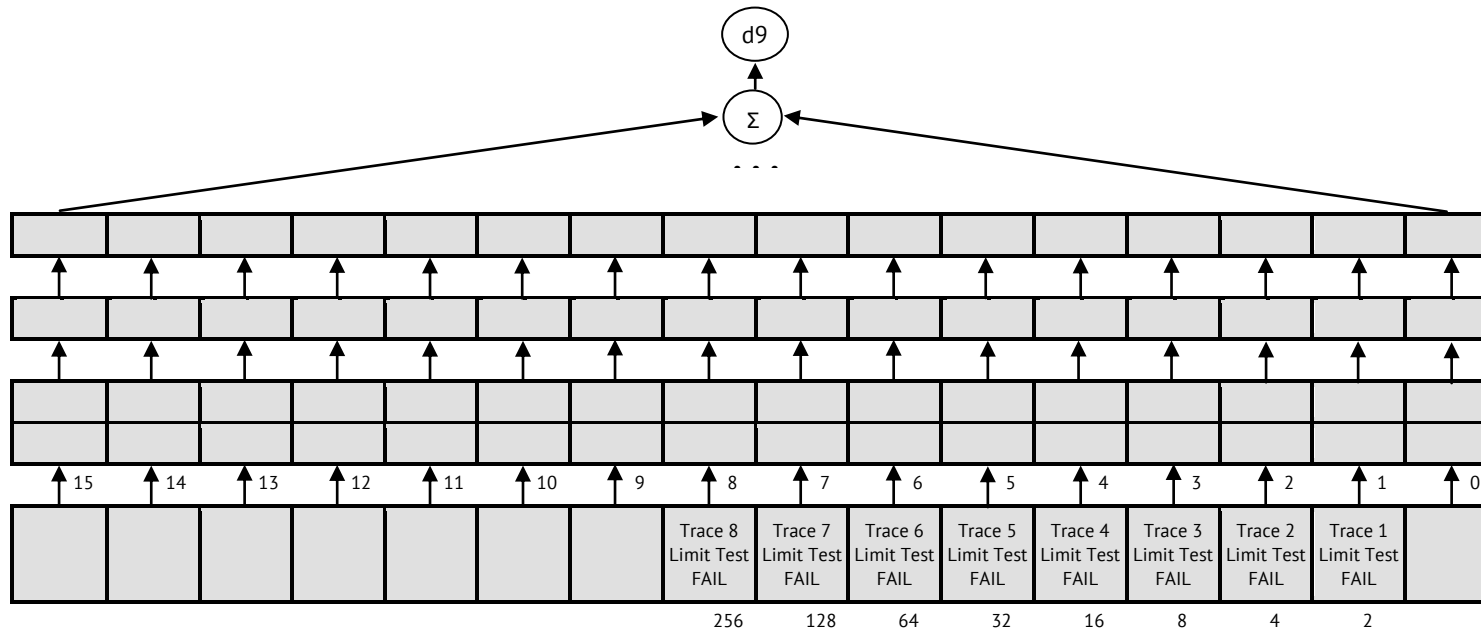 d9
Σ
. . .
15 14 13 12 11 10 9 8 7 6 5 4 3 2 1 0
Trace 8 Trace 7 Trace 6 Trace 5 Trace 4 Trace 3 Trace 2 Trace 1
Limit Test Limit Test Limit Test Limit Test Limit Test Limit Test Limit Test Limit Test
FAIL FAIL FAIL FAIL FAIL FAIL FAIL FAIL
256 128 64 32 16 8 4 2